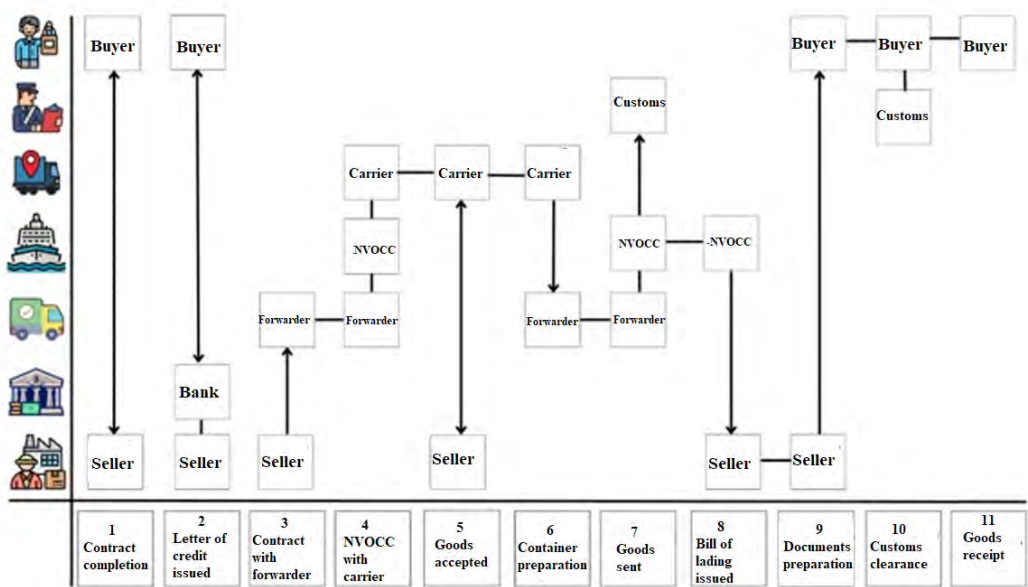 Buyer
Buyer
Buyer
Buyer
Buyer
Customs
Customs
Carrier
Carrier
Carrier
NVOCC
NVOCC
-NVOCC
Forwarder
Forwarder
Forwarder
Forwarder
Bank
Seller
Seller
Seller
Seller
Seller
Seller
1
Contract
completion
2
Letter of
credit
issued
3
Contract
with
forwarder
4
NVOCC
with
carrier
5
Goods
accepted
6
Container
preparation
7
Goods
sent
8
Bill of
lading
issued
9
Documents
preparation
10
Customs
clearance
11
Goods
receipt